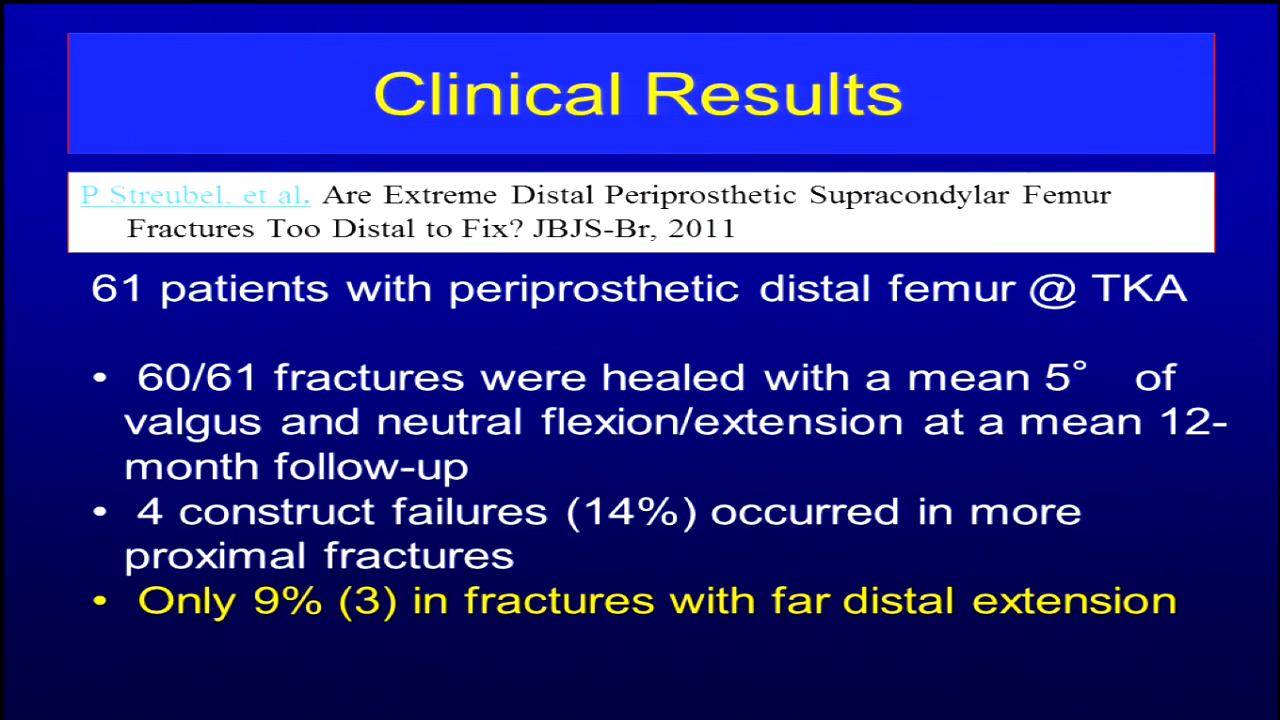 Clinical Results
P Streubel, et al. Are Extreme Distal Periprosthetic Supracondylar Femur
Fractures Too Distal to Fix? JBJS-Br, 2011
61 patients with periprosthetic distal femur @ TKA
• 60/61 fractures were healed with a mean 5° of
valgus and neutral flexion/extension at a mean 12-
month follow-up
• 4 construct failures (14%) occurred in more
proximal fractures
• Only 9% (3) in fractures with far distal extension